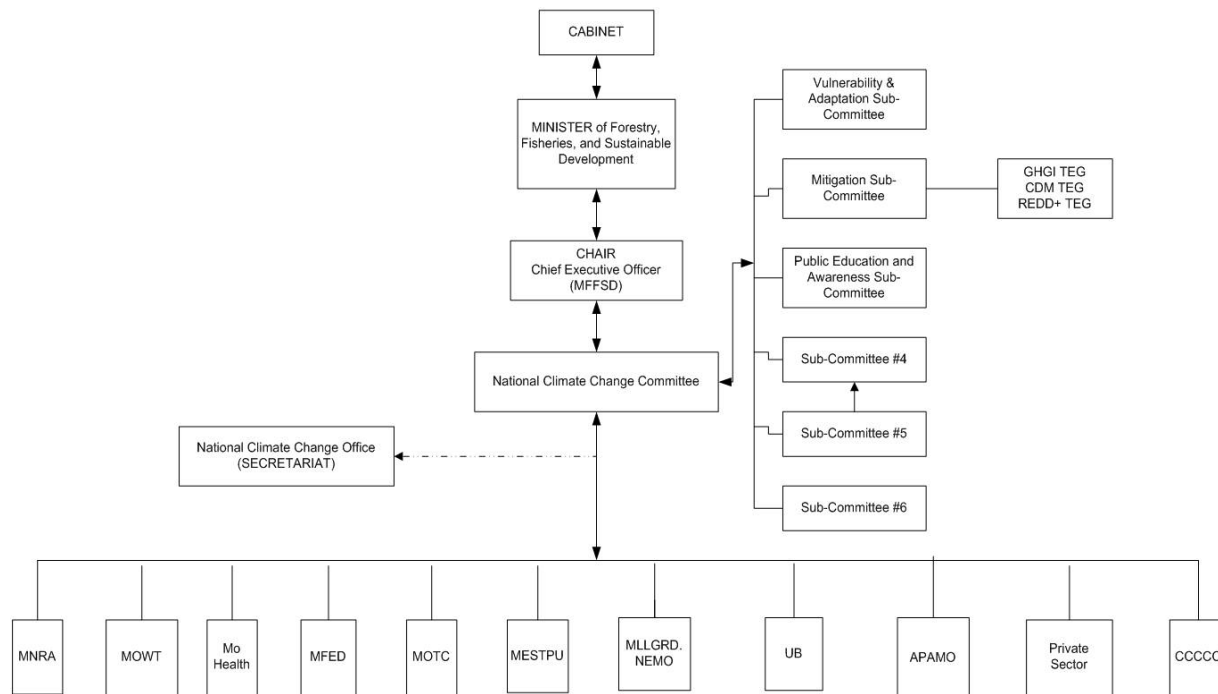 CABINET
MINISTER of Forestry,
Fisheries, and Sustainable
Development
CHAIR
Chief Executive Officer
(MFFSD)
National Climate Change Committee
National Climate Change Office
(SECRETARIAT)
Vulnerability &
Adaptation Sub-
Committee
Mitigation Sub-
Committee
GHGI TEG
CDM TEG
REDD+ TEG
Public Education and
Awareness Sub-
Committee
Sub-Committee #4
Sub-Committee #5
Sub-Committee #6
MNRA
MOWT
Mo
Health
MFED
MOTC
MESTPU
MLLGRD.
NEMO
UB
APAMO
Private
Sector
CCCCC